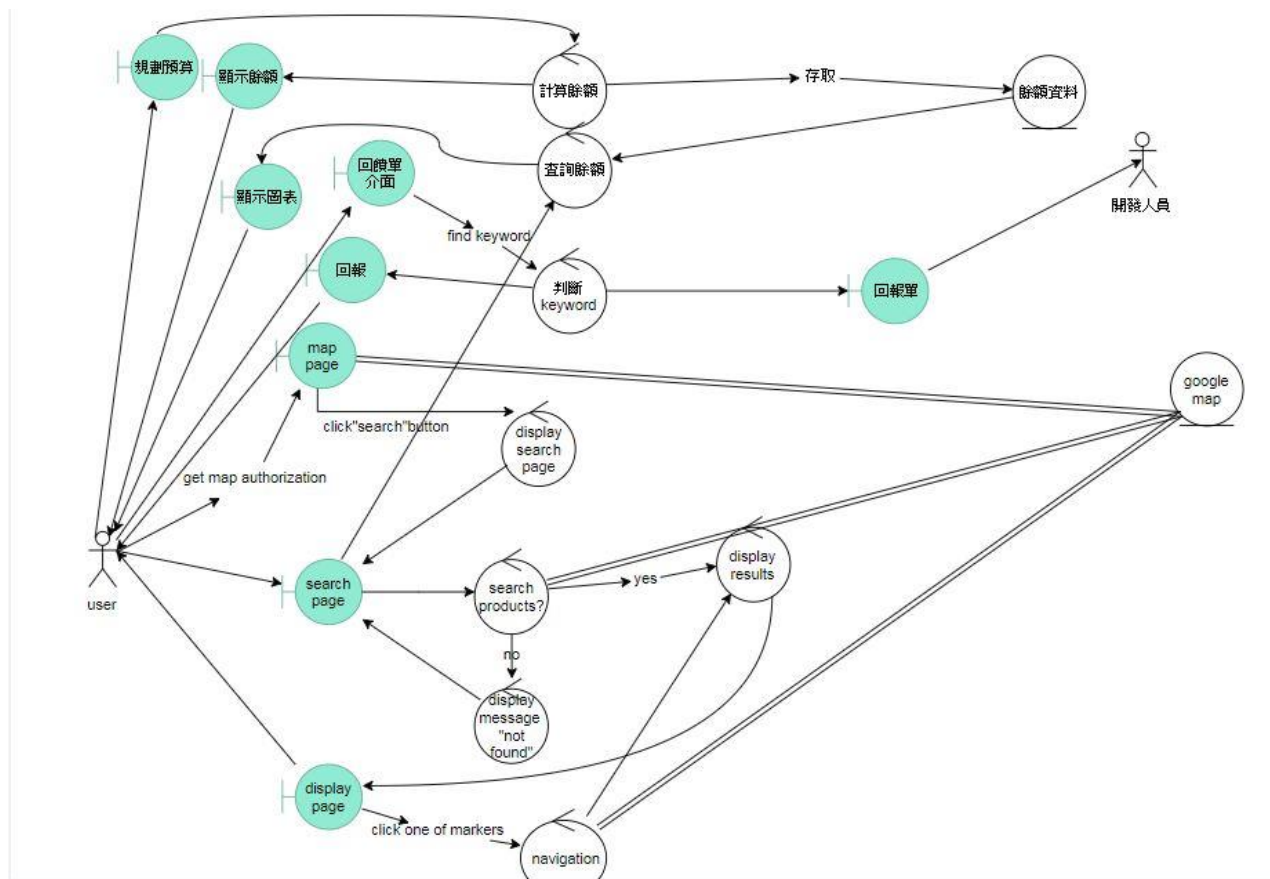 規劃預算
顯示餘額
計算餘額
存取
餘額資料
回饋單
介面
查詢餘額
顯示圖表
開發人員
find keyword
回報
判斷
keyword
回報單
map
page
google
map
click"search"button
display
search
page
get map authorization
user
search
page
search
products?
yes
display
results
no
display
message
"not
found"
display
page
click one of markers
navigation